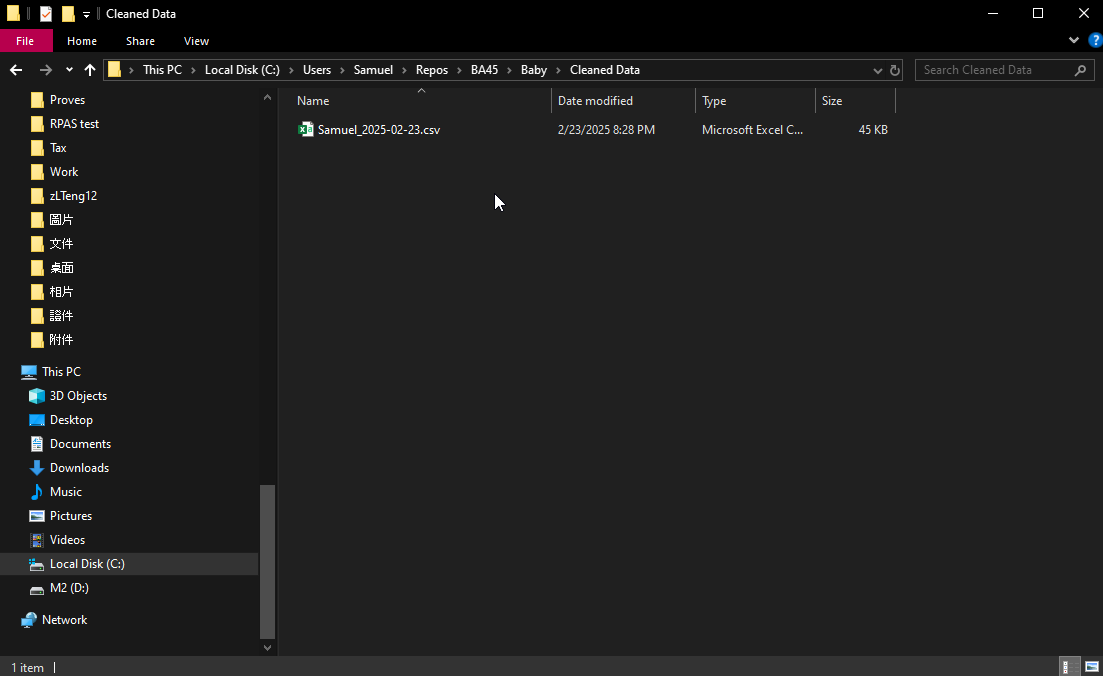 Cleaned Data
File Home Share View
?
This PC Local Disk (C:) Users Samuel Repos BA45 Baby Cleaned Data Search Cleaned Data
Proves
RPAS test
Tax
Work
zLTeng12
圖片
文件
桌面
相片
證件
附件
This PC
3D Objects
Desktop
Documents
Downloads
Music
Pictures
Videos
Local Disk (C:)
M2 (D:)
Network
Name Date modified Type Size
Samuel_2025-02-23.csv 2/23/2025 8:28 PM Microsoft Excel C... 45 KB
1 item